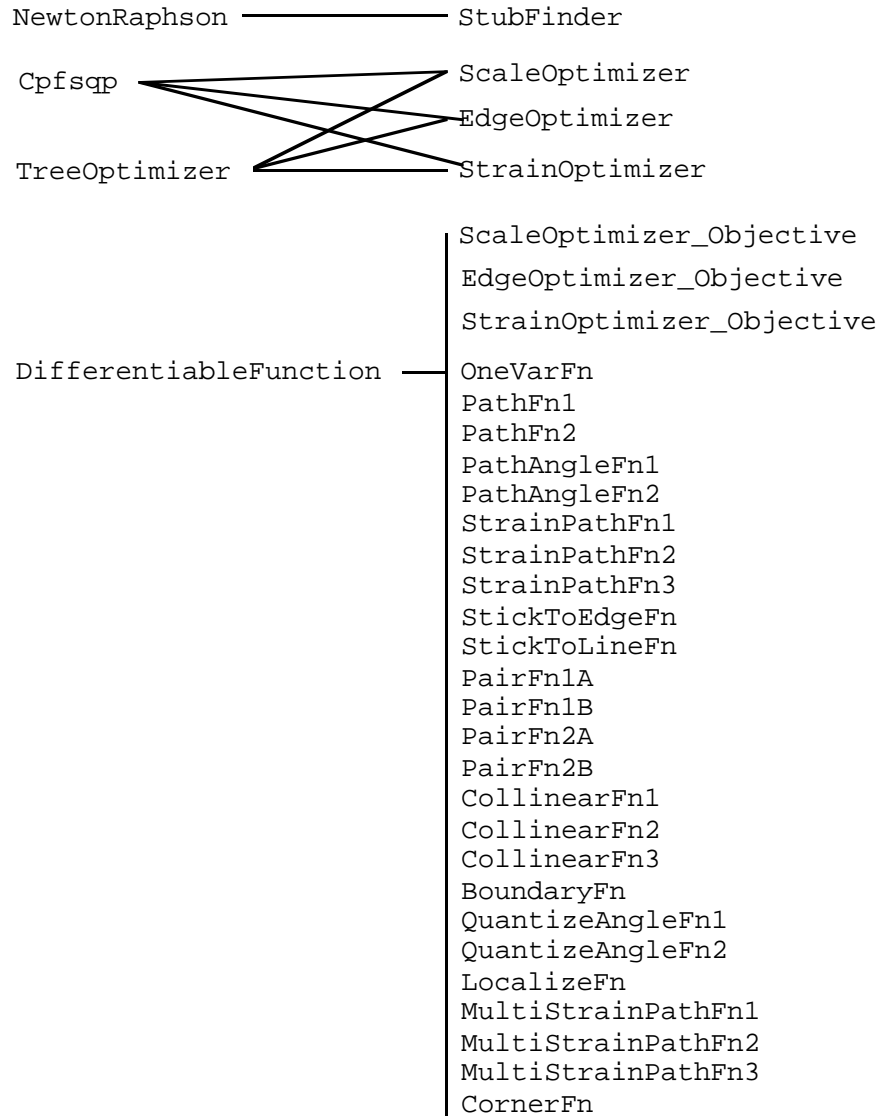 NewtonRaphson StubFinder
Cpfsqp ScaleOptimizer
EdgeOptimizer
TreeOptimizer StrainOptimizer
ScaleOptimizer_Objective
EdgeOptimizer_Objective
StrainOptimizer_Objective
DifferentiableFunction OneVarFn
PathFn1
PathFn2
PathAngleFn1
PathAngleFn2
StrainPathFn1
StrainPathFn2
StrainPathFn3
StickToEdgeFn
StickToLineFn
PairFn1A
PairFn1B
PairFn2A
PairFn2B
CollinearFn1
CollinearFn2
CollinearFn3
BoundaryFn
QuantizeAngleFn1
QuantizeAngleFn2
LocalizeFn
MultiStrainPathFn1
MultiStrainPathFn2
MultiStrainPathFn3
CornerFn